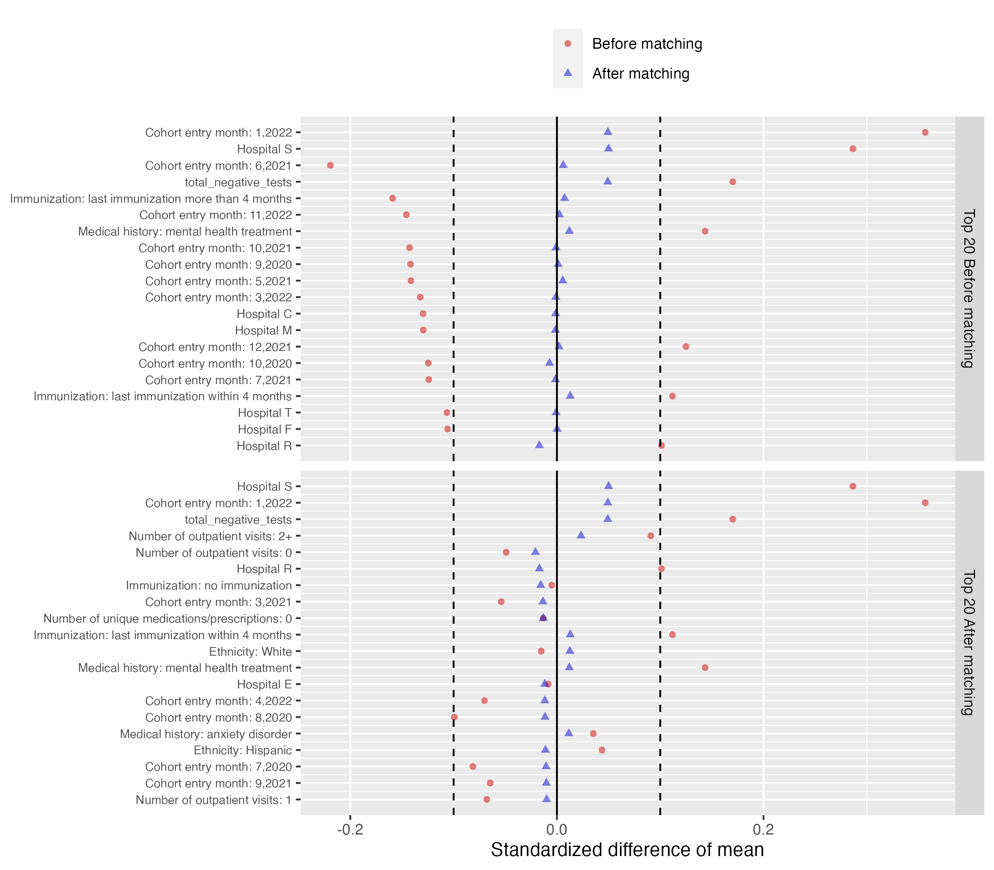 Before matching
After matching
Cohort entry month: 1,2022
Hospital S
Cohort entry month: 6,2021
total_negative_tests
Immunization: last immunization more than 4 months
Cohort entry month: 11,2022
Medical history: mental health treatment
Cohort entry month: 10,2021
Cohort entry month: 9,2020
Cohort entry month: 5,2021
Cohort entry month: 3,2022
Hospital C
Hospital M
Cohort entry month: 12,2021
Cohort entry month: 10,2020
Cohort entry month: 7,2021
Immunization: last immunization within 4 months
Hospital T
Hospital F
Hospital R
Top 20 Before matching
Hospital S
Cohort entry month: 1,2022
total_negative_tests
Number of outpatient visits: 2+
Number of outpatient visits: 0
Hospital R
Immunization: no immunization
Cohort entry month: 3,2021
Number of unique medications/prescriptions: 0
Immunization: last immunization within 4 months
Ethnicity: White
Medical history: mental health treatment
Hospital E
Cohort entry month: 4,2022
Cohort entry month: 8,2020
Medical history: anxiety disorder
Ethnicity: Hispanic
Cohort entry month: 7,2020
Cohort entry month: 9,2021
Number of outpatient visits: 1
Top 20 After matching
-0.2 0.0 0.2
Standardized difference of mean